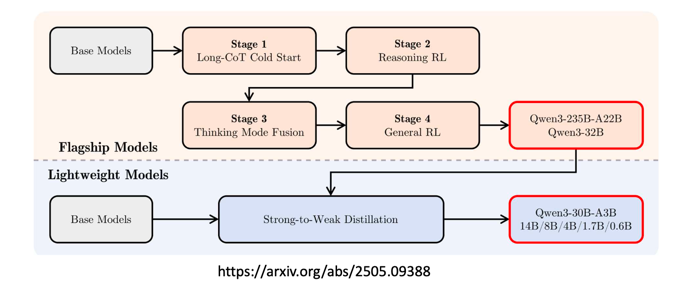 Base Models
Stage 1
Long-CoT Cold Start
Stage 2
Reasoning RL
Stage 3
Thinking Mode Fusion
Stage 4
General RL
Qwen3-235B-A22B
Qwen3-32B
Flagship Models
Lightweight Models
Base Models
Strong-to-Weak Distillation
Qwen3-30B-A3B
14B/8B/4B/1.7B/0.6B
https://arxiv.org/abs/2505.09388